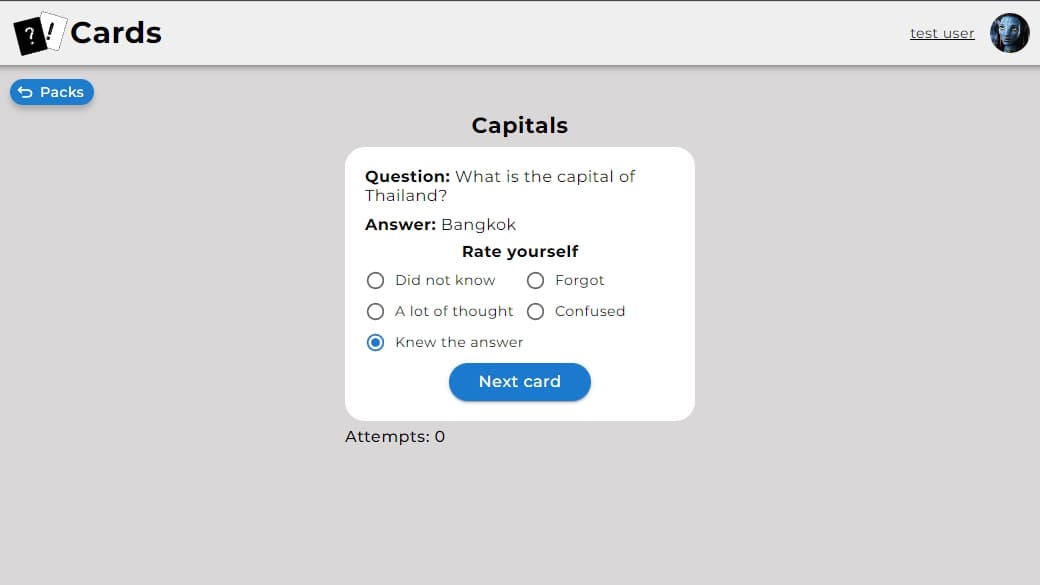 ?! Cards
test user
Packs
Capitals
Question: What is the capital of
Thailand?
Answer: Bangkok
Rate yourself
Did not know Forgot
A lot of thought Confused
Knew the answer
Next card
Attempts: 0